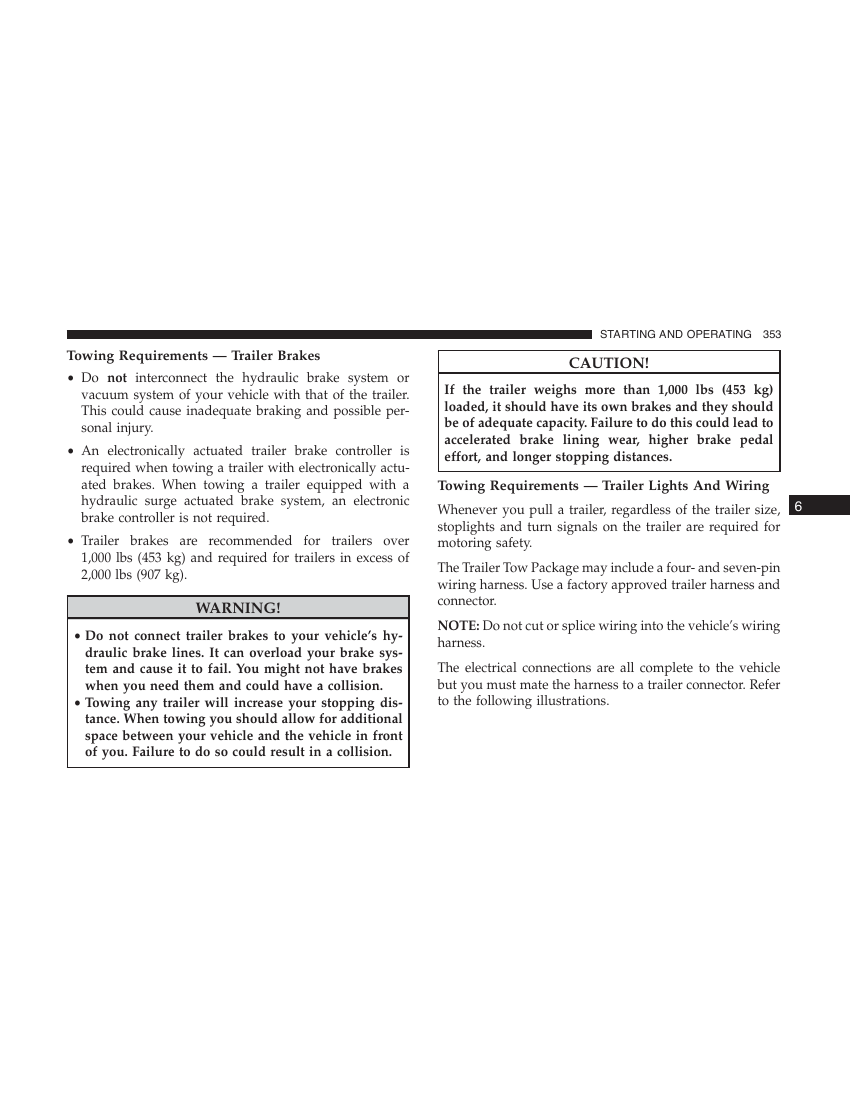 STARTING AND OPERATING 353
Towing Requirements — Trailer Brakes
• Do not interconnect the hydraulic brake system or
vacuum system of your vehicle with that of the trailer.
This could cause inadequate braking and possible per-
sonal injury.
• An electronically actuated trailer brake controller is
required when towing a trailer with electronically actu-
ated brakes. When towing a trailer equipped with a
hydraulic surge actuated brake system, an electronic
brake controller is not required.
• Trailer brakes are recommended for trailers over
1,000 lbs (453 kg) and required for trailers in excess of
2,000 lbs (907 kg).
WARNING!
• Do not connect trailer brakes to your vehicle's hy-
draulic brake lines. It can overload your brake sys-
tem and cause it to fail. You might not have brakes
when you need them and could have a collision.
• Towing any trailer will increase your stopping dis-
tance. When towing you should allow for additional
space between your vehicle and the vehicle in front
of you. Failure to do so could result in a collision.
CAUTION!
If the trailer weighs more than 1,000 lbs (453 kg)
loaded, it should have its own brakes and they should
be of adequate capacity. Failure to do this could lead to
accelerated brake lining wear, higher brake pedal
effort, and longer stopping distances.
Towing Requirements — Trailer Lights And Wiring
Whenever you pull a trailer, regardless of the trailer size,
stoplights and turn signals on the trailer are required for
motoring safety.
The Trailer Tow Package may include a four- and seven-pin
wiring harness. Use a factory approved trailer harness and
connector.
NOTE: Do not cut or splice wiring into the vehicle's wiring
harness.
The electrical connections are all complete to the vehicle
but you must mate the harness to a trailer connector. Refer
to the following illustrations.
6